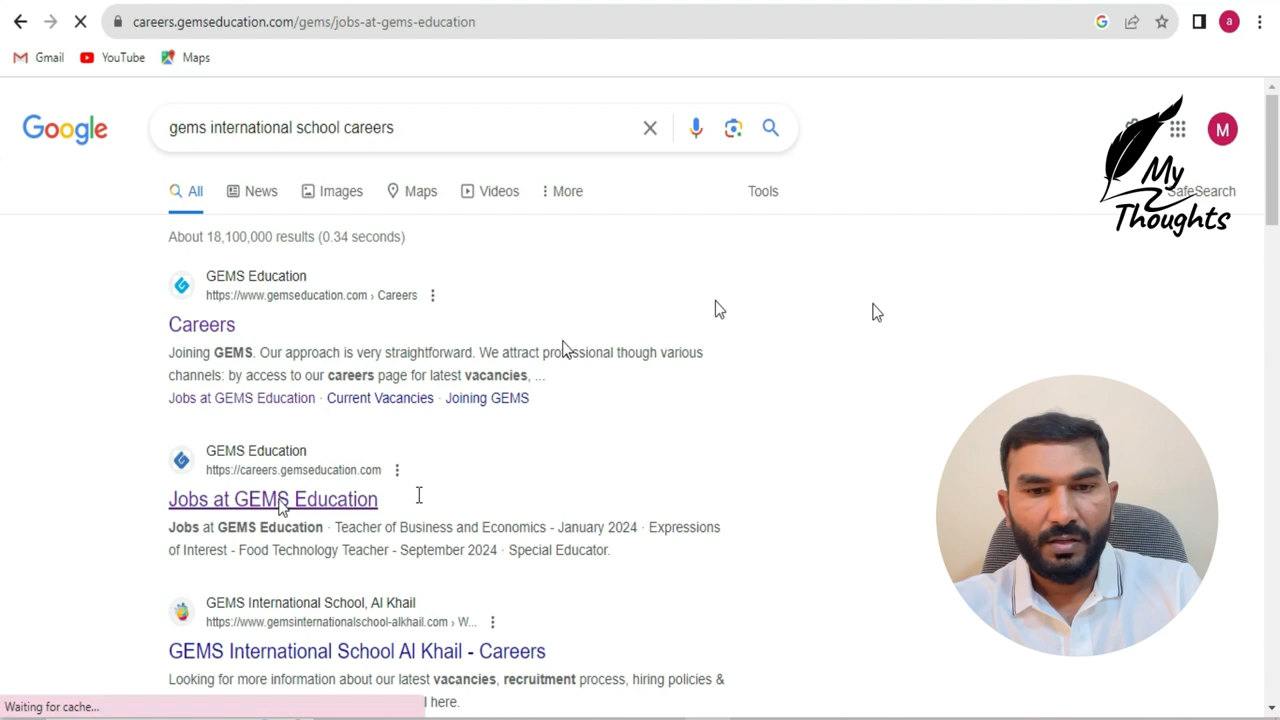 careers.gemseducation.com/gems/jobs-at-gems-education
a
Gmail YouTube Maps
Google
gems international school careers
M
All News Images Maps Videos More Tools
SafeSearch
My
Thoughts
About 18,100,000 results (0.34 seconds)
GEMS Education
https://www.gemseducation.com › Careers
Careers
Joining GEMS. Our approach is very straightforward. We attract professional though various
channels: by access to our careers page for latest vacancies, ...
Jobs at GEMS Education · Current Vacancies · Joining GEMS
GEMS Education
https://careers.gemseducation.com
Jobs at GEMS Education
Jobs at GEMS Education · Teacher of Business and Economics - January 2024 · Expressions
of Interest - Food Technology Teacher - September 2024 · Special Educator.
GEMS International School, Al Khail
https://www.gemsinternationalschool-alkhail.com › W...
GEMS International School Al Khail - Careers
Looking for more information about our latest vacancies, recruitment process, hiring policies &
d here.
Waiting for cache...